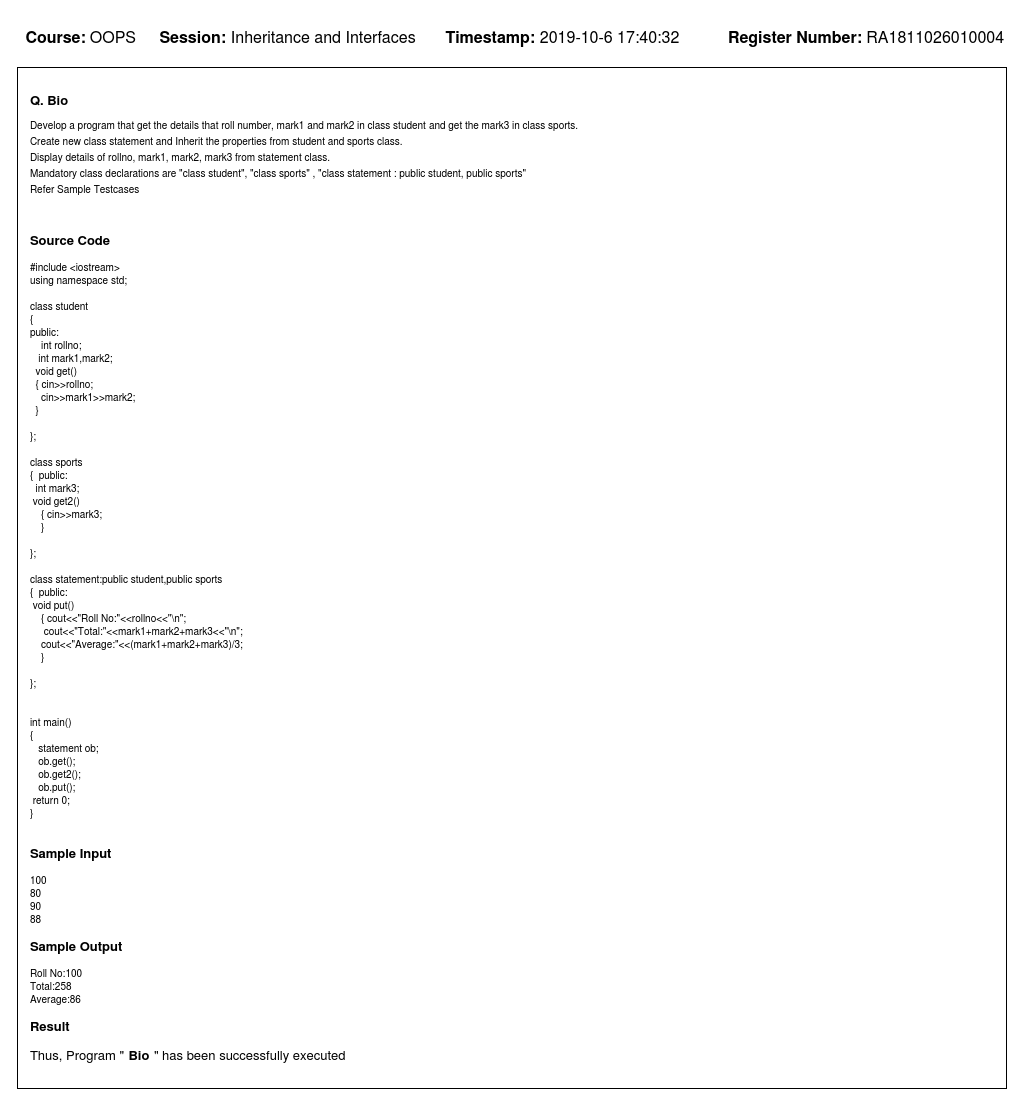 Course: OOPS Session: Inheritance and Interfaces Timestamp: 2019-10-6 17:40:32 Register Number: RA1811026010004
Q. Bio
Develop a program that get the details that roll number, mark1 and mark2 in class student and get the mark3 in class sports.
Create new class statement and Inherit the properties from student and sports class.
Display details of rollno, mark1, mark2, mark3 from statement class.
Mandatory class declarations are "class student", "class sports" , "class statement : public student, public sports"
Refer Sample Testcases
Source Code
#include <iostream>
using namespace std;
class student
{
public:
int rollno;
int mark1,mark2;
void get()
{ cin>>rollno;
cin>>mark1>>mark2;
}
};
class sports
{  public:
int mark3;
void get2()
{ cin>>mark3;
}
};
class statement:public student,public sports
{  public:
void put()
{ cout<<"Roll No:"<<rollno<<"\n";
cout<<"Total:"<<mark1+mark2+mark3<<"\n";
cout<<"Average:"<<(mark1+mark2+mark3)/3;
}
};
int main()
{
statement ob;
ob.get();
ob.get2();
ob.put();
return 0;
}
Sample Input
100
80
90
88
Sample Output
Roll No:100
Total:258
Average:86
Result
Thus, Program " Bio " has been successfully executed